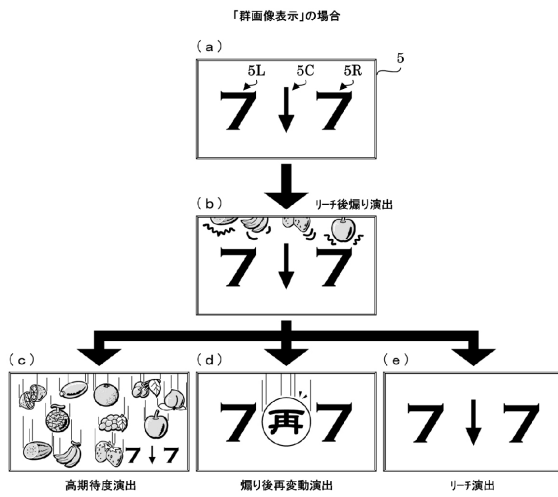 「群画像表示」の場合
(a)
5
5L 5C 5R
7 ↓ 7
(b)
リーチ後煽り演出
7 ↓ 7
(c) (d) (e)
7 ↓ 7
7 再 7
7 ↓ 7
高期待度演出 煽り後再変動演出 リーチ演出